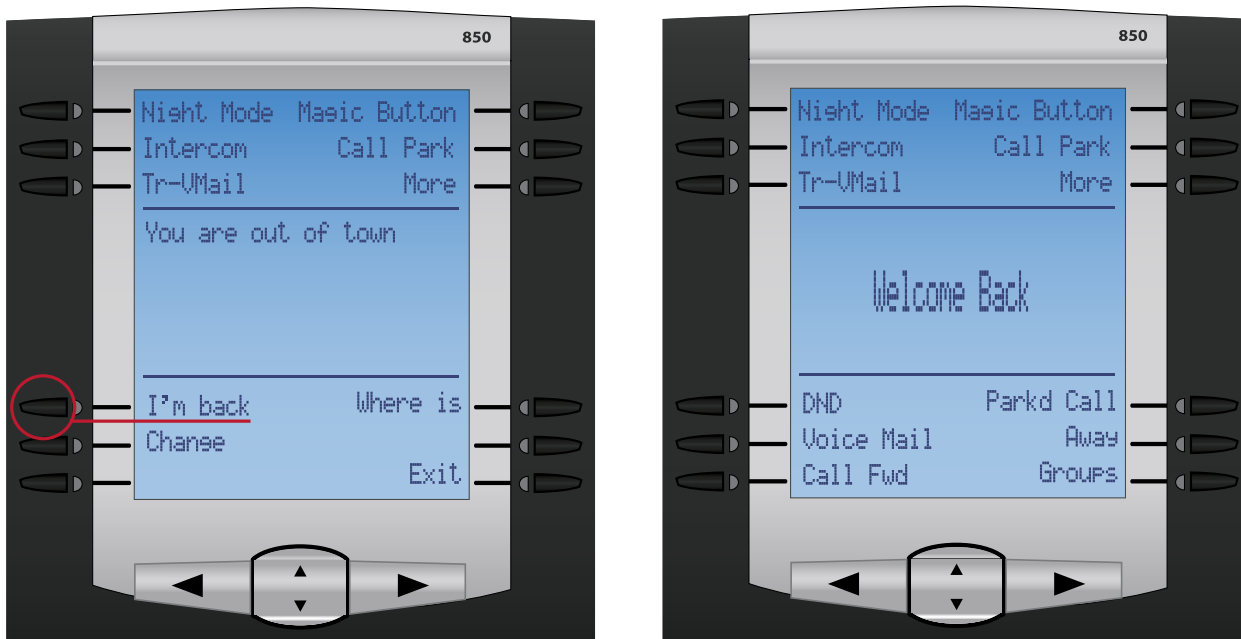 850
Night Mode Magic Button
Intercom Call Park
Tr-VMail More
You are out of town
I'm back Where is
Change
Exit
850
Night Mode Magic Button
Intercom Call Park
Tr-VMail More
Welcome Back
DND Parkd Call
Voice Mail Away
Call Fwd Groups